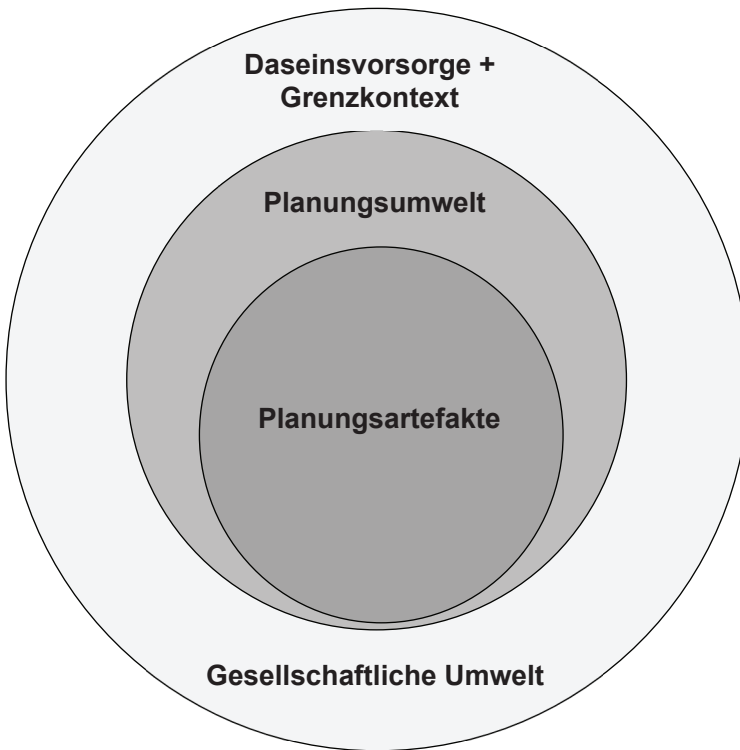 Daseinsvorsorge +
Grenzkontext
Planungsumwelt
Planungsartefakte
Gesellschaftliche Umwelt